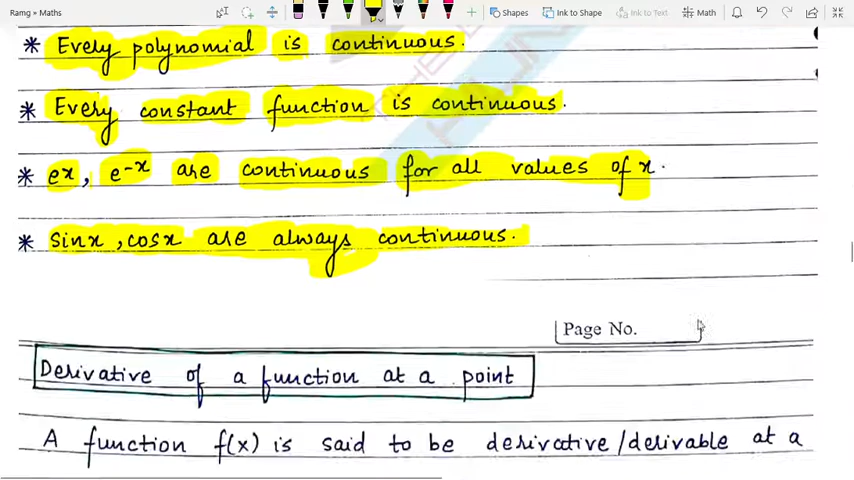 Ramg » Maths
Shapes
Ink to Shape
Ink to Text
Math
* Every polynomial is continuous.
* Every constant function is continuous.
* ex, e-x are continuous for all values of x.
* sinx, cosx are always continuous.
Page No.
Derivative of a function at a point
A function f(x) is said to be derivative/derivable at a